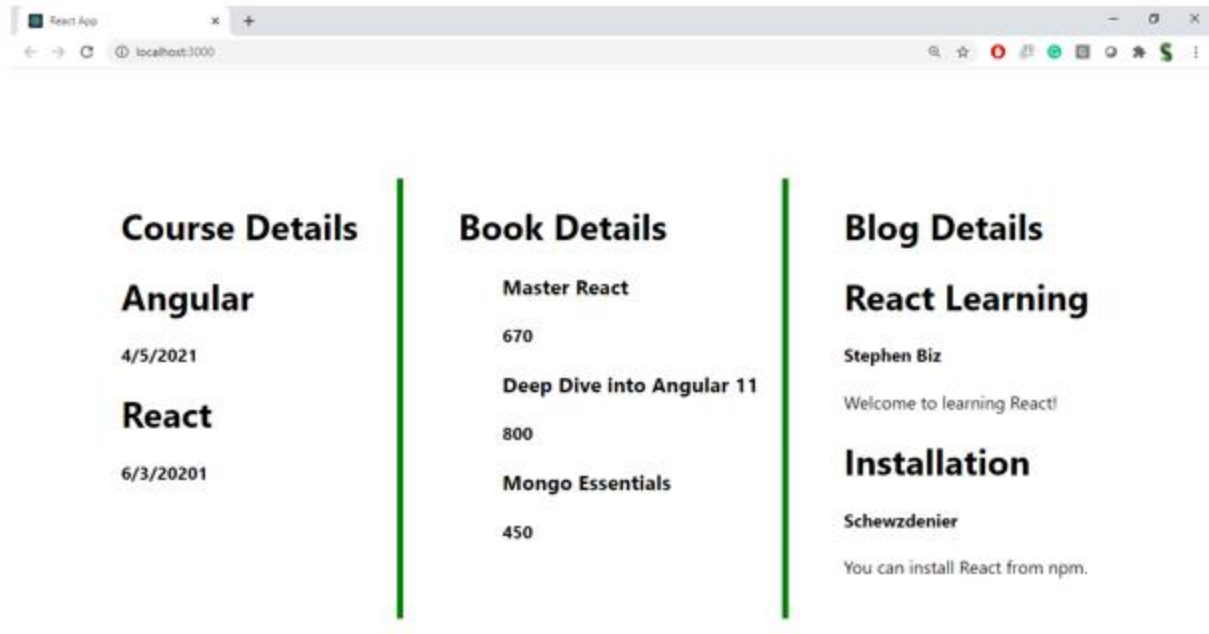 React App
localhost:3000
Course Details
Angular
4/5/2021
React
6/3/20201
Book Details
Master React
670
Deep Dive into Angular 11
800
Mongo Essentials
450
Blog Details
React Learning
Stephen Biz
Welcome to learning React!
Installation
Schewzdenier
You can install React from npm.